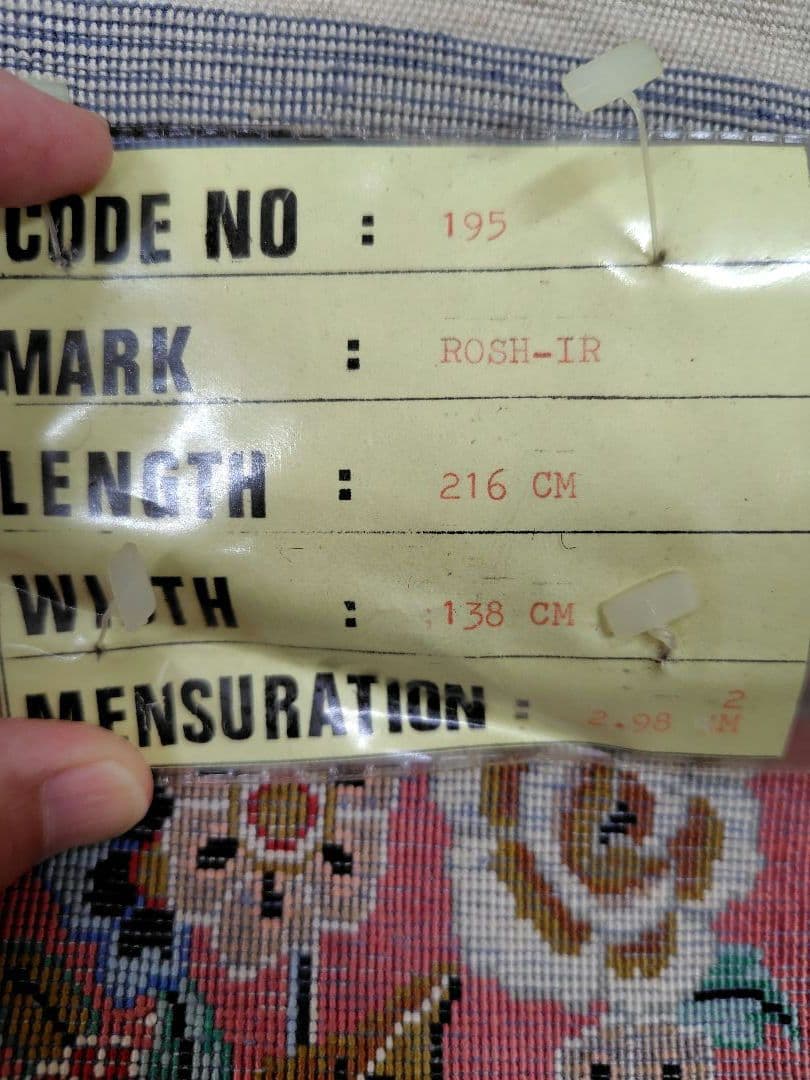 CODE NO : 195
MARK : ROSH-IR
LENGTH : 216 CM
WIDTH : 138 CM
MENSURATION : 2.98 M²